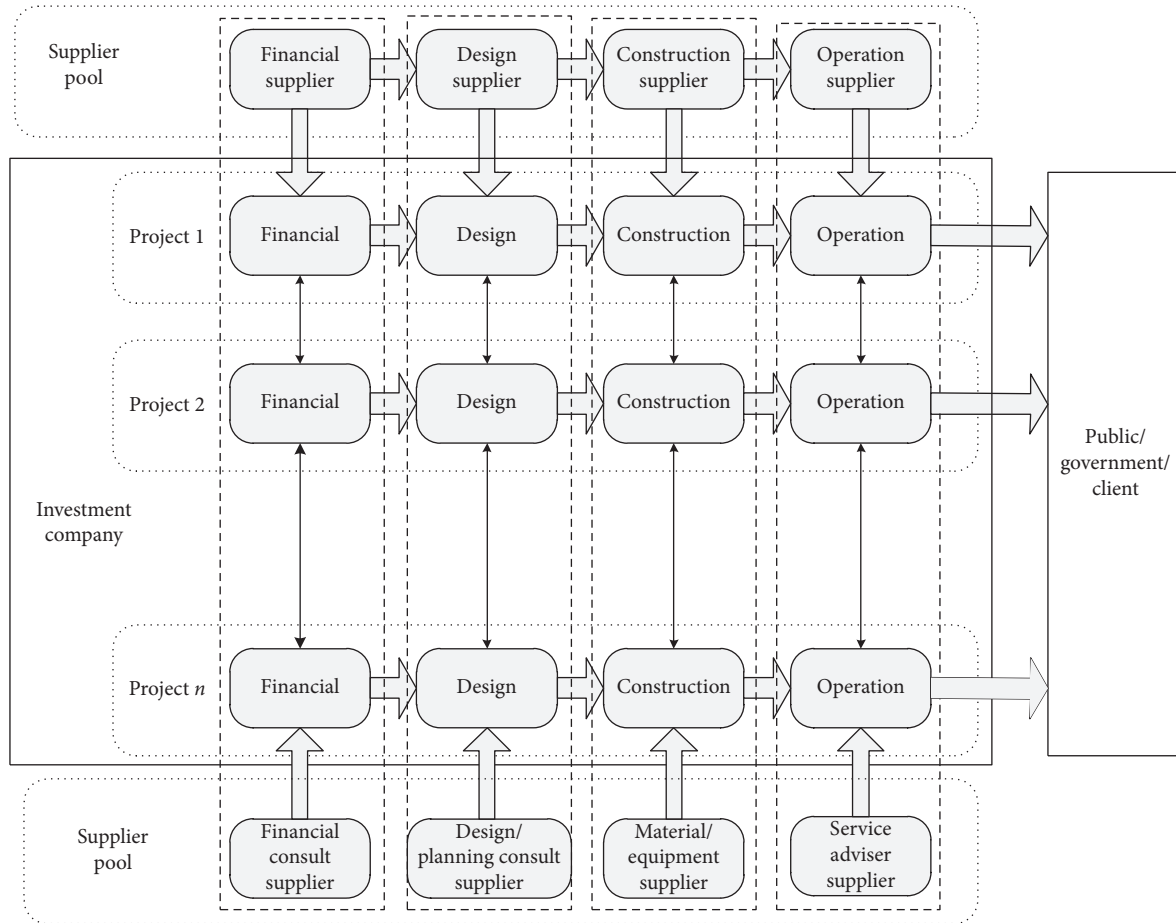 Supplier
pool
Financial
supplier
Design
supplier
Construction
supplier
Operation
supplier
Project 1
Financial
Design
Construction
Operation
Project 2
Financial
Design
Construction
Operation
Public/
government/
client
Investment
company
Project n
Financial
Design
Construction
Operation
Supplier
pool
Financial
consult
supplier
Design/
planning consult
supplier
Material/
equipment
supplier
Service
adviser
supplier